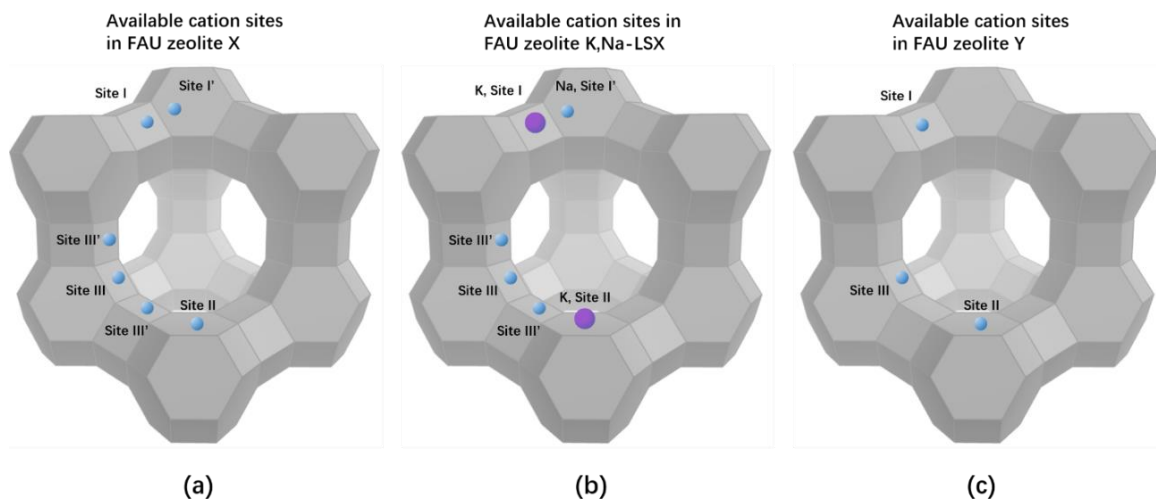 Available cation sites
in FAU zeolite X
Site I
Site I’
Site III’
Site III
Site II
Site III’
(a)
Available cation sites in
FAU zeolite K,Na-LSX
K, Site I
Na, Site I’
Site III’
Site III
K, Site II
Site III’
(b)
Available cation sites in
FAU zeolite Y
Site I
Site III
Site II
(c)